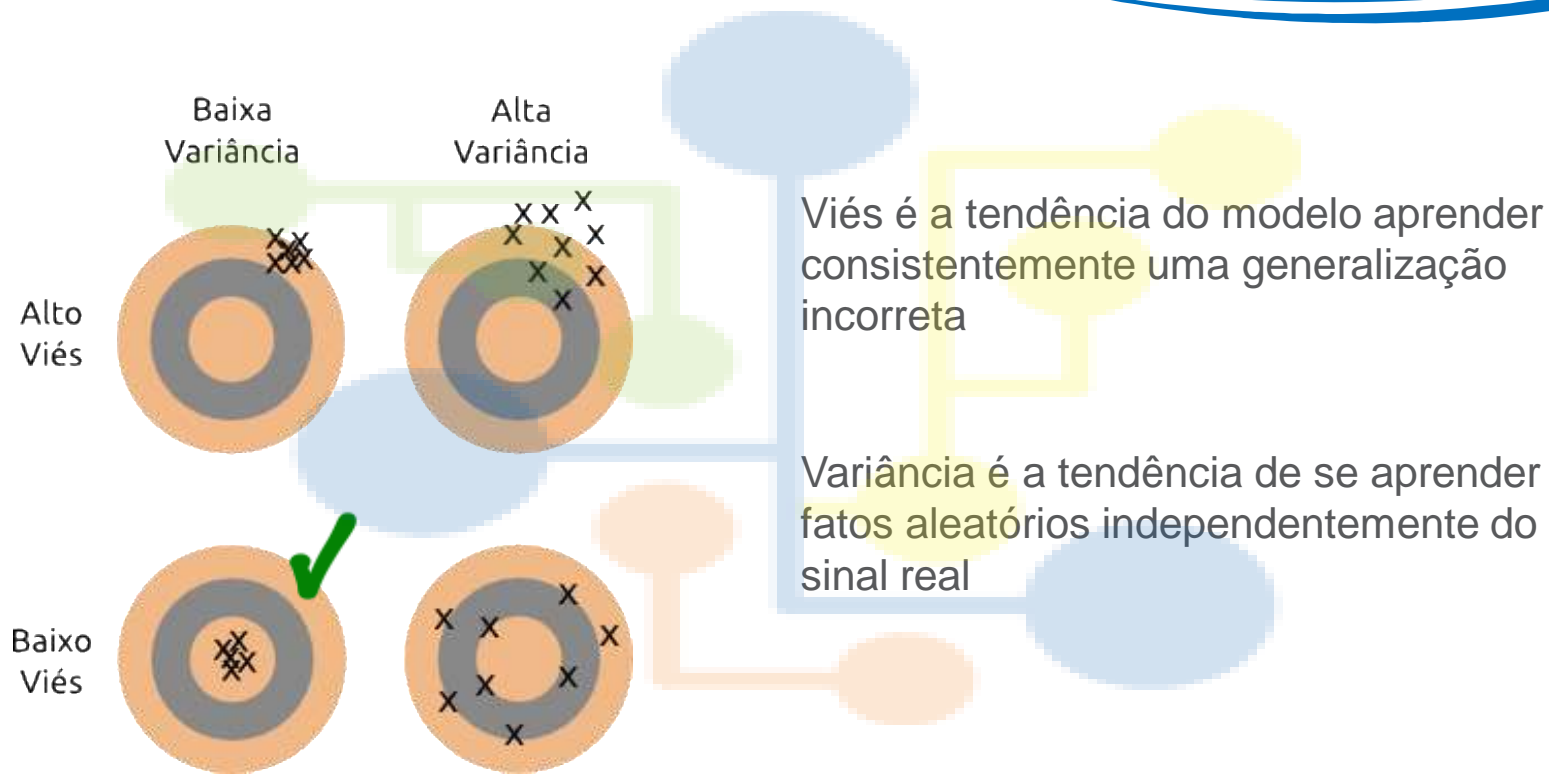 Baixa
Variância
Alta
Variância
Alto
Viés
Baixo
Viés
Viés é a tendência do modelo aprender
consistentemente uma generalização
incorreta
Variância é a tendência de se aprender
fatos aleatórios independentemente do
sinal real